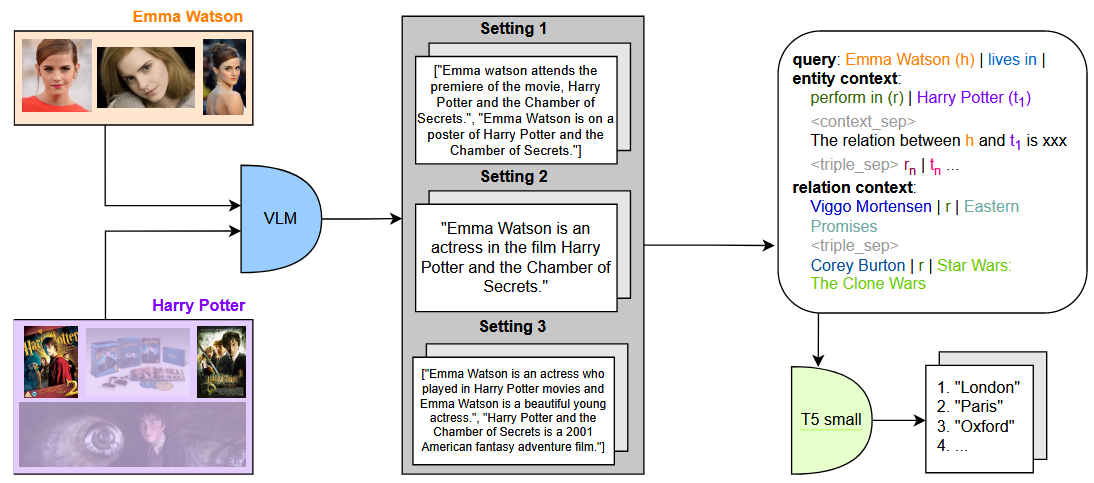 Emma Watson
Harry Potter
VLM
Setting 1
["Emma watson attends the
premiere of the movie, Harry
Potter and the Chamber of
Secrets.", "Emma Watson is on a
poster of Harry Potter and the
Chamber of Secrets."]
Setting 2
"Emma Watson is an
actress in the film Harry
Potter and the Chamber of
Secrets."
Setting 3
["Emma Watson is an actress who
played in Harry Potter movies and
Emma Watson is a beautiful young
actress.", "Harry Potter and the
Chamber of Secrets is a 2001
American fantasy adventure film."]
query: Emma Watson (h) | lives in |
entity context:
perform in (r) | Harry Potter (t1)
<context_sep>
The relation between h and t1 is xxx
<triple_sep> rn | tn ...
relation context:
Viggo Mortensen | r | Eastern
Promises
<triple_sep>
Corey Burton | r | Star Wars:
The Clone Wars
T5 small
1. "London"
2. "Paris"
3. "Oxford"
4. ...